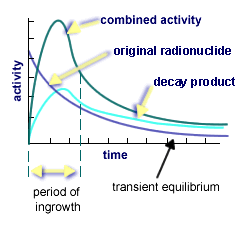 combined activity
original radionuclide
decay product
activity
time
period of
ingrowth
transient equilibrium